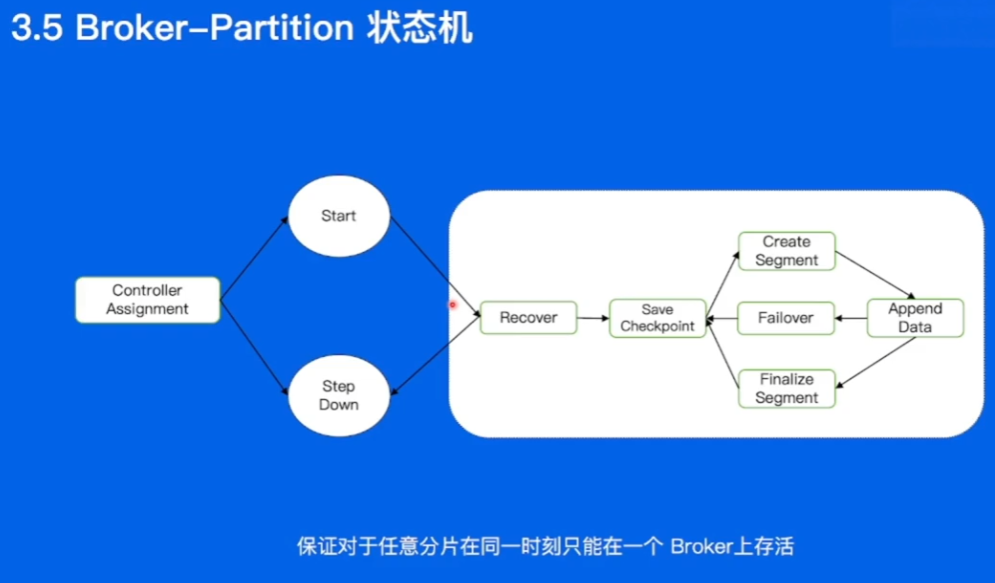 3.5 Broker–Partition 状态机
Start
Controller
Assignment
Step
Down
Recover
Save
Checkpoint
Create
Segment
Failover
Finalize
Segment
Append
Data
保证对于任意分片在同一时刻只能在一个 Broker上存活